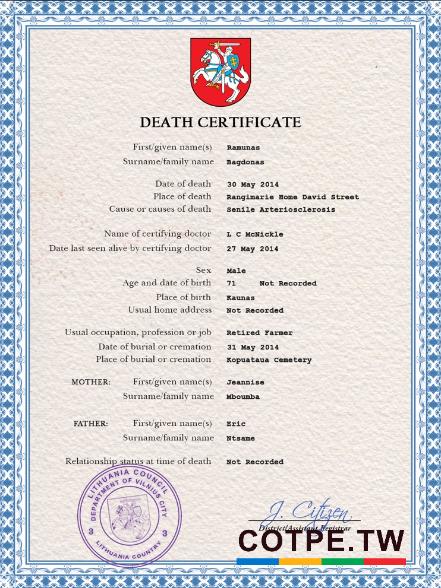 DEATH CERTIFICATE
First/given name(s) Ramunas
Surname/family name Bagdonas
Date of death 30 May 2014
Place of death Rangimarie Home David Street
Cause or causes of death Senile Arteriosclerosis
Name of certifying doctor L C McNickle
Date last seen alive by certifying doctor 27 May 2014
Sex Male
Age and date of birth 71 Not Recorded
Place of birth Kaunas
Usual home address Not Recorded
Usual occupation, profession or job Retired Farmer
Date of burial or cremation 31 May 2014
Place of burial or cremation Kopuataua Cemetery
MOTHER: First/given name(s) Jeannise
Surname/family name Mboumba
FATHER: First/given name(s) Eric
Surname/family name Ntsame
Relationship status at time of death Not Recorded
LITHUANIA COUNCIL
DEPARTMENT OF VILNIUS CITY
3 3
LITHUANIA COUNTRY
J. Citizen
District/Assistant Registrar
COTPE.TW